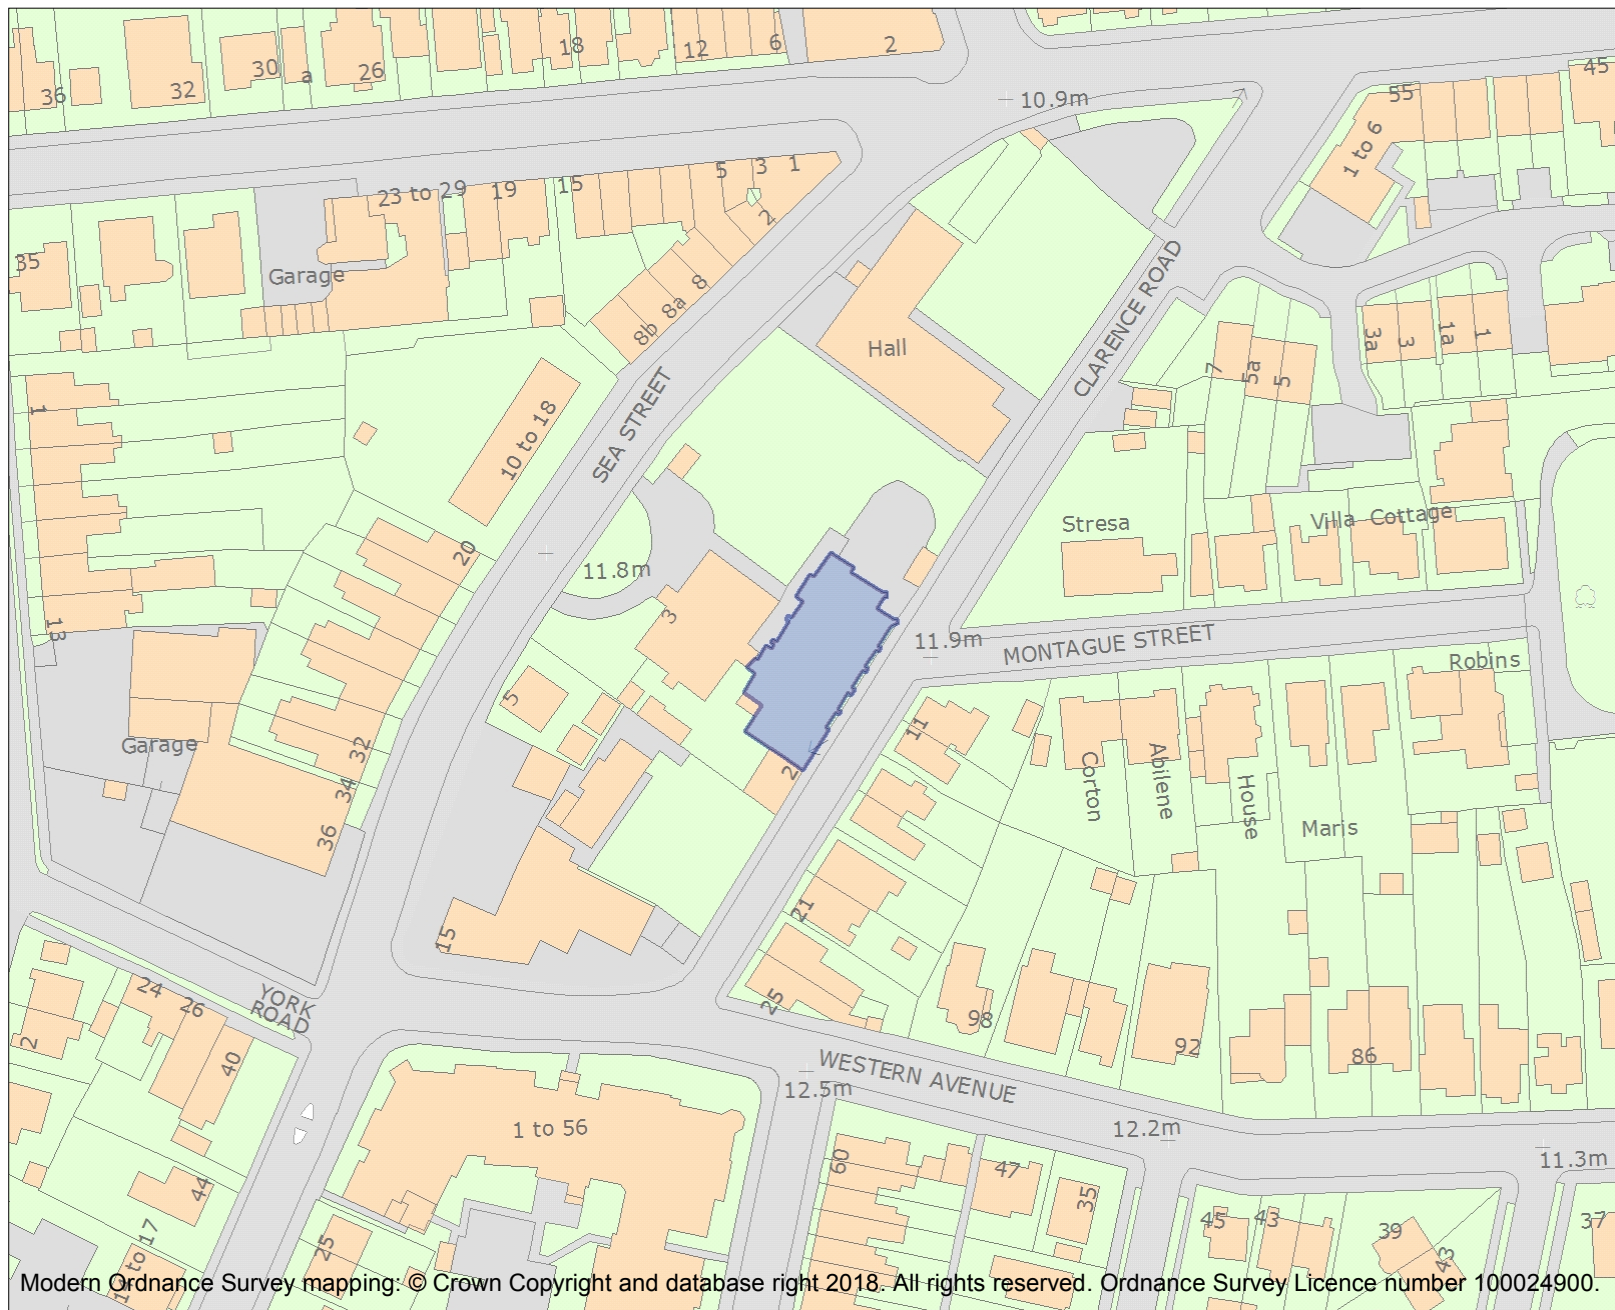 36
32
30
a
26
18
12
6
2
45
10.9m
55
1 to 6
23 to 29
19
15
5
3
1
2
35
Garage
8
8a
8b
Hall
CLARENCE ROAD
7
5a
5
3a
3
1a
1
1
10 to 18
SEA STREET
Stresa
Villa Cottage
20
11.8m
3
13
11.9m
MONTAGUE STREET
Robins
5
11
Garage
32
34
36
2
Corton
Abilene
House
Maris
21
15
25
98
92
86
YORK
ROAD
24
26
2
40
WESTERN AVENUE
12.5m
12.2m
11.3m
1 to 56
60
47
35
44
45
43
39
43
37
25
Modern Ordnance Survey mapping: © Crown Copyright and database right 2018. All rights reserved. Ordnance Survey Licence number 100024900.